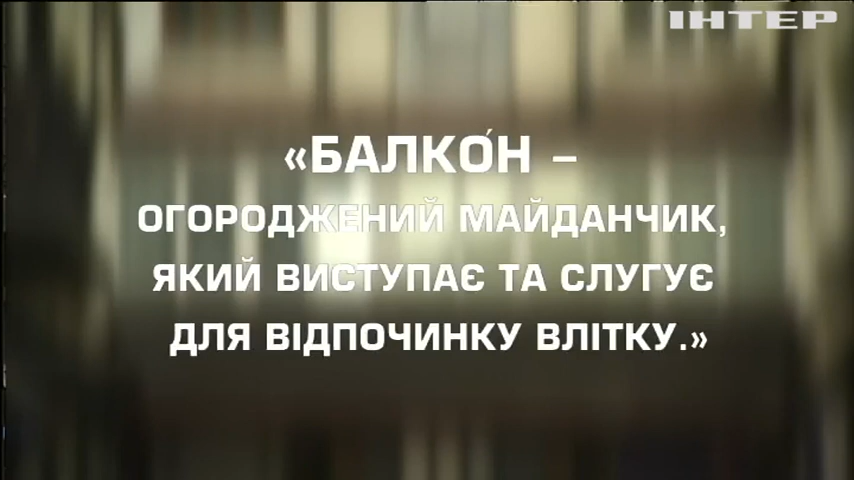 ІНТЕР
«БАЛКО́Н –
ОГОРОДЖЕНИЙ МАЙДАНЧИК,
ЯКИЙ ВИСТУПАЄ ТА СЛУГУЄ
ДЛЯ ВІДПОЧИНКУ ВЛІТКУ.»